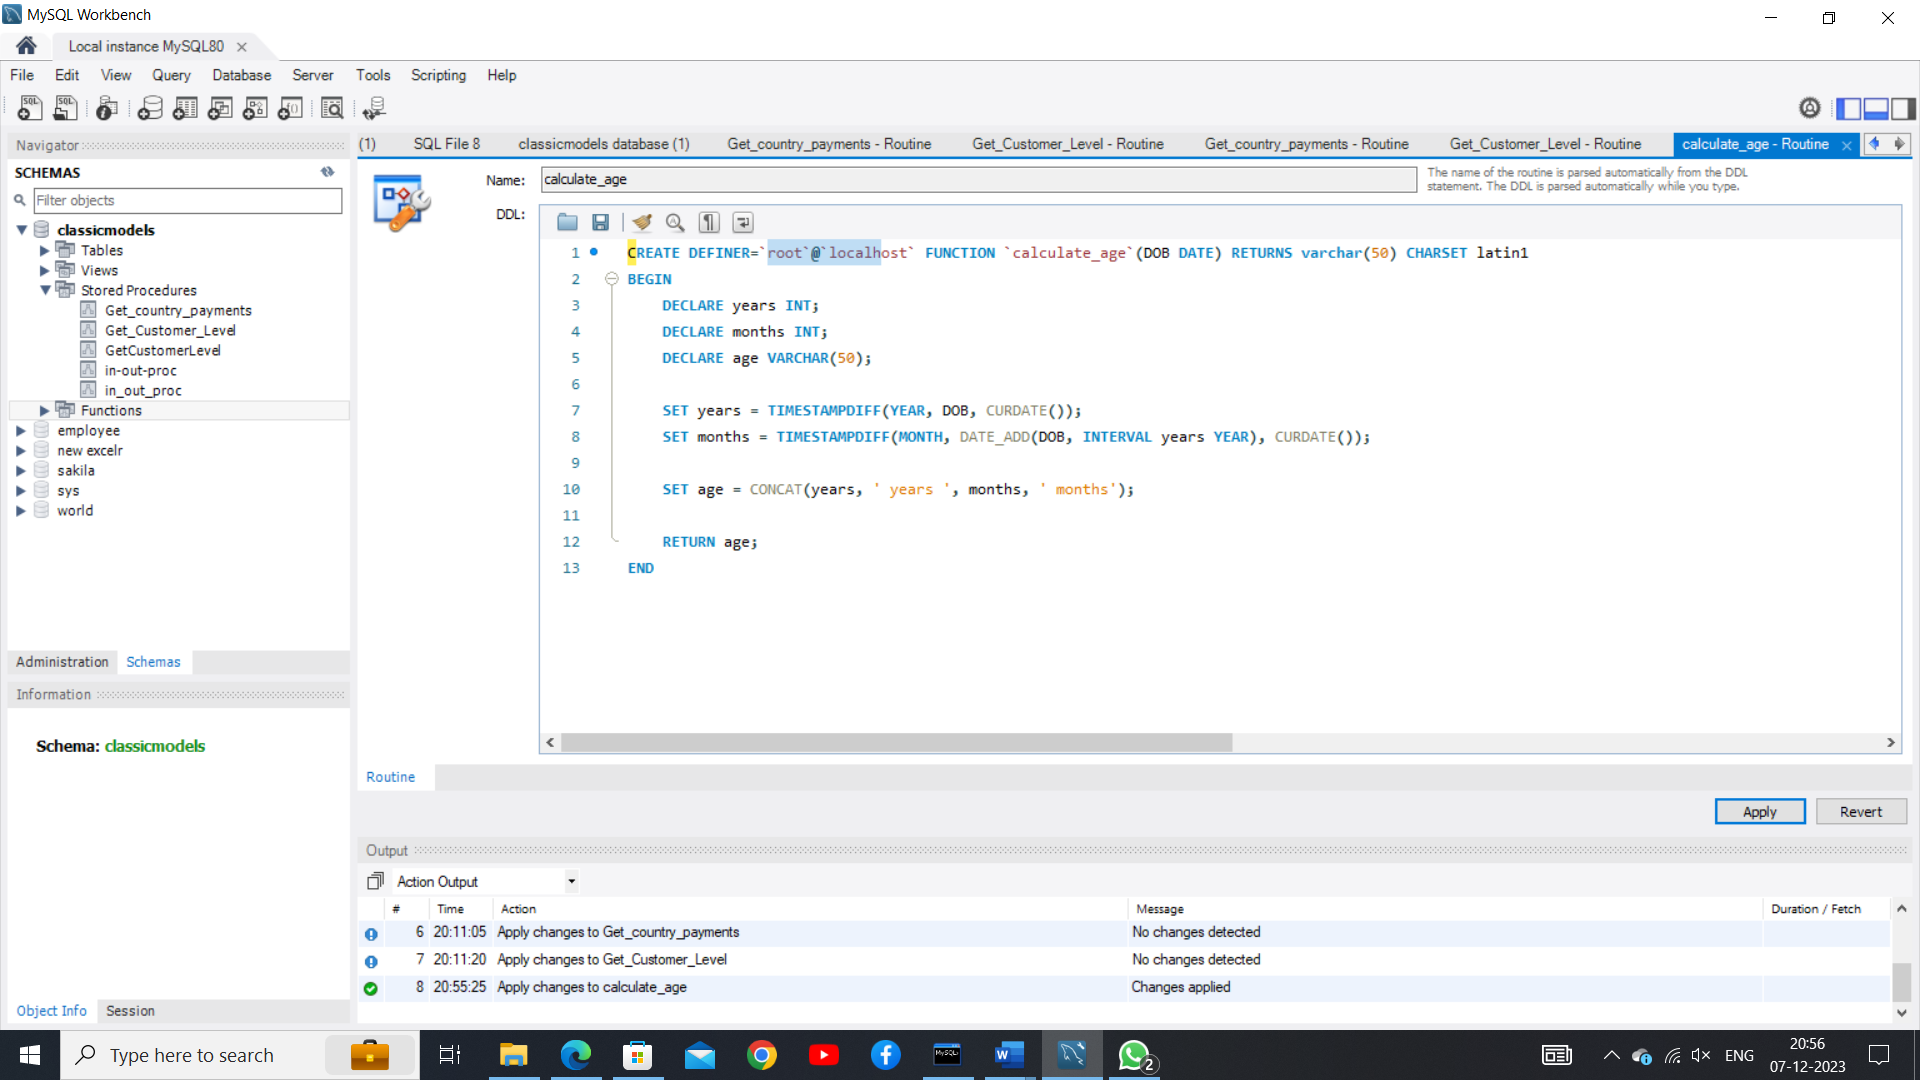 MySQL Workbench
Local instance MySQL80
File Edit View Query Database Server Tools Scripting Help
Navigator
SCHEMAS
Filter objects
classicmodels
Tables
Views
Stored Procedures
Get_country_payments
Get_Customer_Level
GetCustomerLevel
in-out-proc
in_out_proc
Functions
employee
new excelr
sakila
sys
world
Administration Schemas
Information
Schema: classicmodels
Object Info Session
(1) SQL File 8 classicmodels database (1) Get_country_payments - Routine Get_Customer_Level - Routine Get_country_payments - Routine Get_Customer_Level - Routine calculate_age - Routine
Name: calculate_age
The name of the routine is parsed automatically from the DDL
statement. The DDL is parsed automatically while you type.
DDL:
1 CREATE DEFINER=`root`@`localhost` FUNCTION `calculate_age`(DOB DATE) RETURNS varchar(50) CHARSET latin1
2 BEGIN
3 DECLARE years INT;
4 DECLARE months INT;
5 DECLARE age VARCHAR(50);
6
7 SET years = TIMESTAMPDIFF(YEAR, DOB, CURDATE());
8 SET months = TIMESTAMPDIFF(MONTH, DATE_ADD(DOB, INTERVAL years YEAR), CURDATE());
9
10 SET age = CONCAT(years, ' years ', months, ' months');
11
12 RETURN age;
13 END
Routine
Apply Revert
Output
Action Output
# Time Action Message Duration / Fetch
6 20:11:05 Apply changes to Get_country_payments No changes detected
7 20:11:20 Apply changes to Get_Customer_Level No changes detected
8 20:55:25 Apply changes to calculate_age Changes applied
Type here to search
ENG
20:56
07-12-2023
2